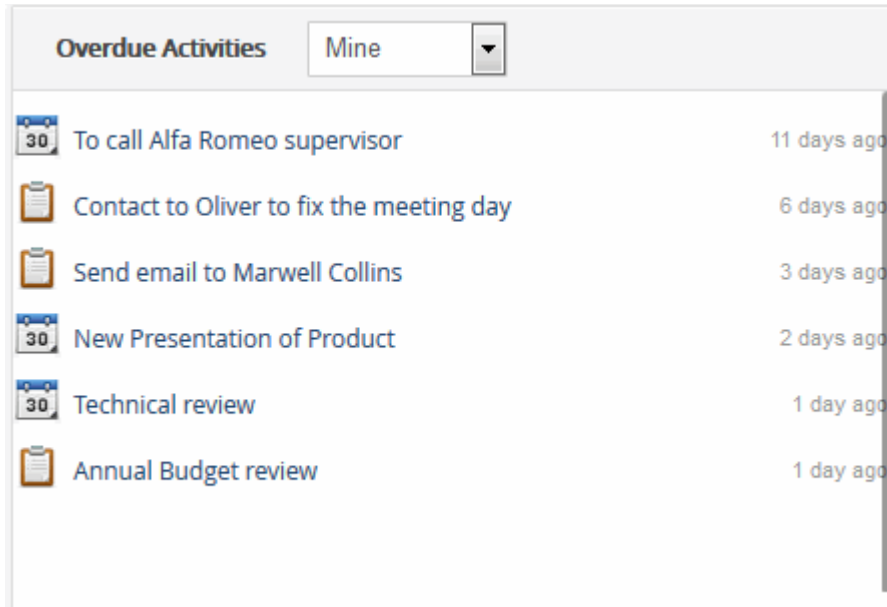 Overdue Activities Mine
30 To call Alfa Romeo supervisor 11 days ago
Contact to Oliver to fix the meeting day 6 days ago
Send email to Marwell Collins 3 days ago
30 New Presentation of Product 2 days ago
30 Technical review 1 day ago
Annual Budget review 1 day ago